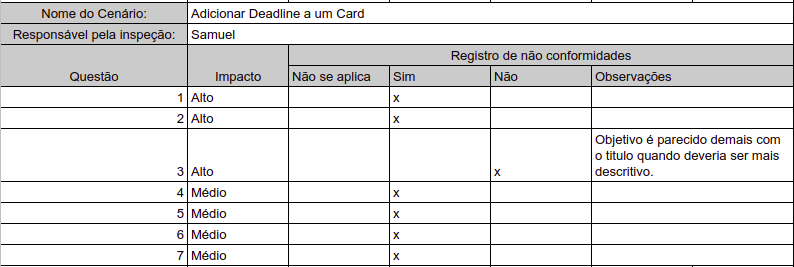 Nome do Cenário: Adicionar Deadline a um Card
Responsável pela inspeção: Samuel
Registro de não conformidades
Questão Impacto Não se aplica Sim Não Observações
1 Alto x
2 Alto x
Objetivo é parecido demais com
o titulo quando deveria ser mais
3 Alto x descritivo.
4 Médio x
5 Médio x
6 Médio x
7 Médio x